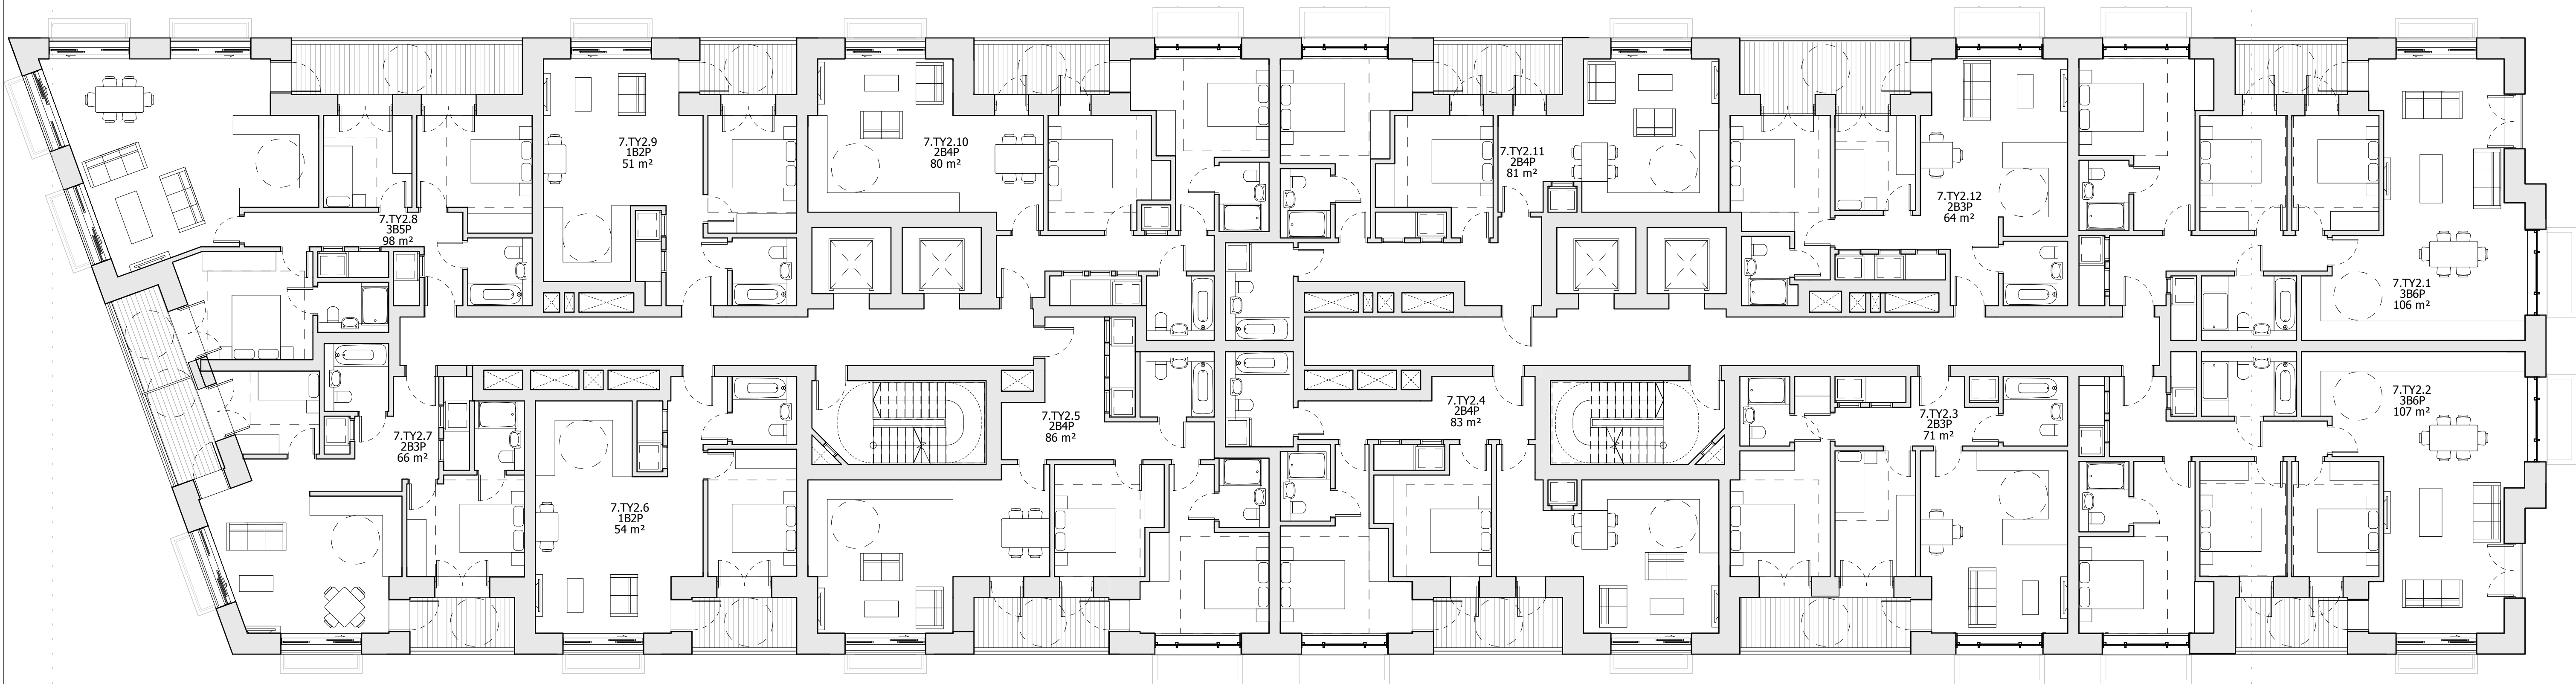 7.TY2.8
3B5P
98 m²
7.TY2.9
1B2P
51 m²
7.TY2.10
2B4P
80 m²
7.TY2.11
2B4P
81 m²
7.TY2.12
2B3P
64 m²
7.TY2.1
3B6P
106 m²
7.TY2.7
2B3P
66 m²
7.TY2.6
1B2P
54 m²
7.TY2.5
2B4P
86 m²
7.TY2.4
2B4P
83 m²
7.TY2.3
2B3P
71 m²
7.TY2.2
3B6P
107 m²